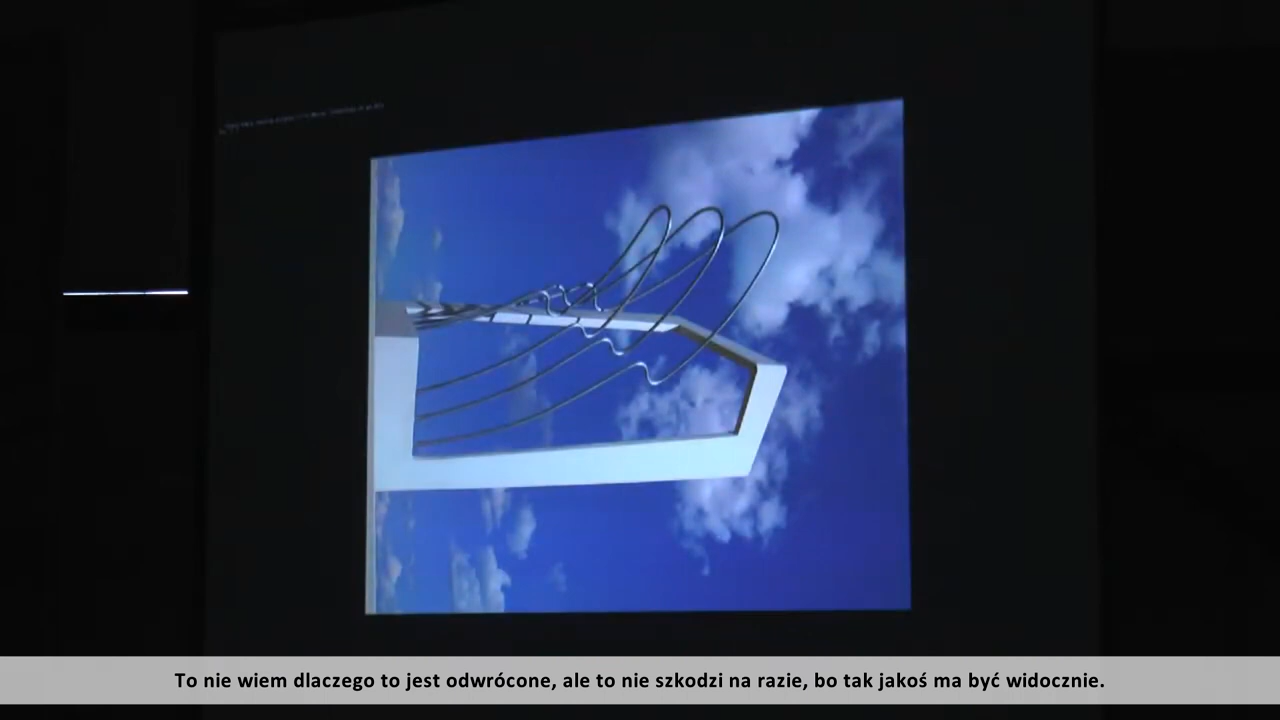 To nie wiem dlaczego to jest odwrócone, ale to nie szkodzi na razie, bo tak jakoś ma być widocznie.